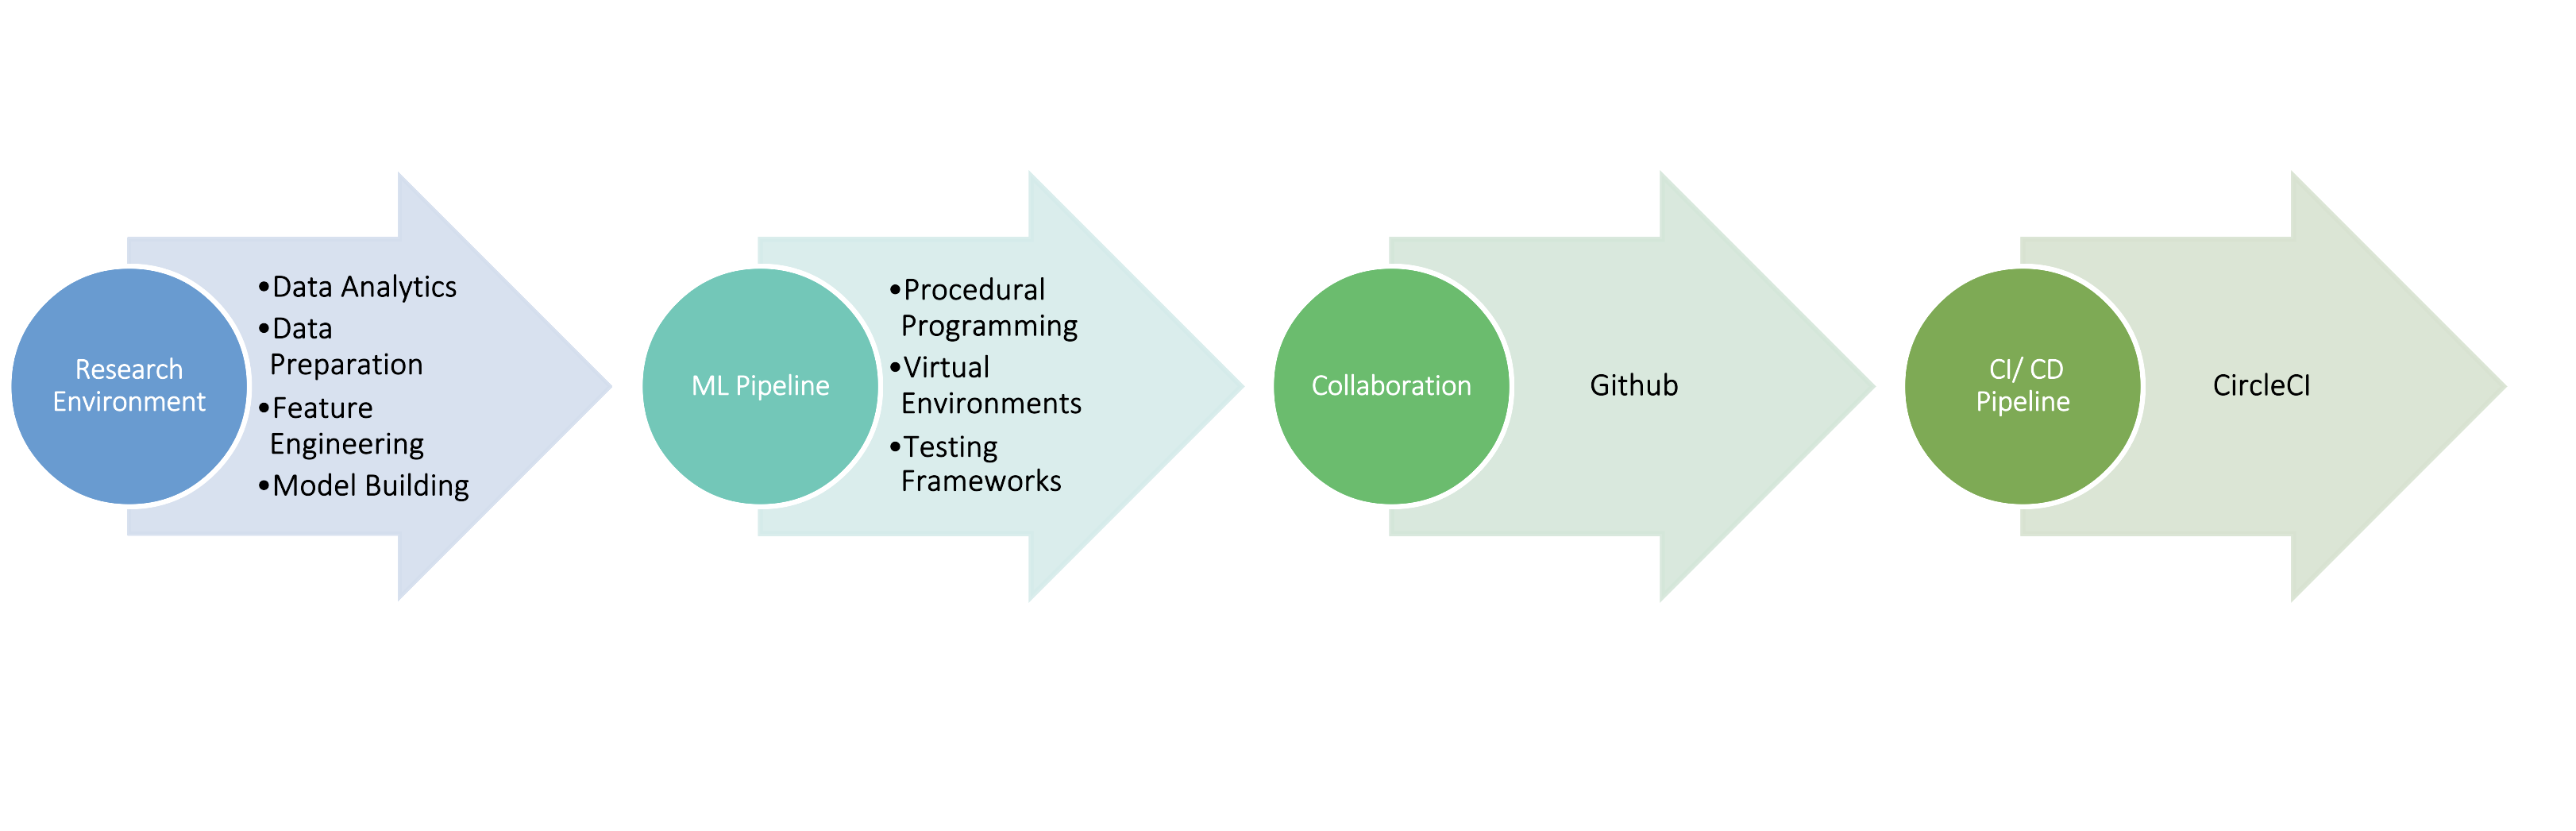 Research
Environment
•Data Analytics
•Data
Preparation
•Feature
Engineering
•Model Building
ML Pipeline
•Procedural
Programming
•Virtual
Environments
•Testing
Frameworks
Collaboration
Github
CI/ CD
Pipeline
CircleCI